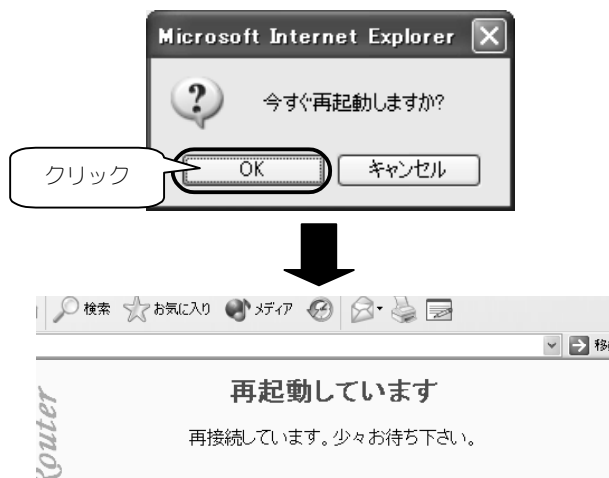 Microsoft Internet Explorer
今すぐ再起動しますか?
クリック
OK
キャンセル
検索 お気に入り メディア
再起動しています
再接続しています。少々お待ち下さい。